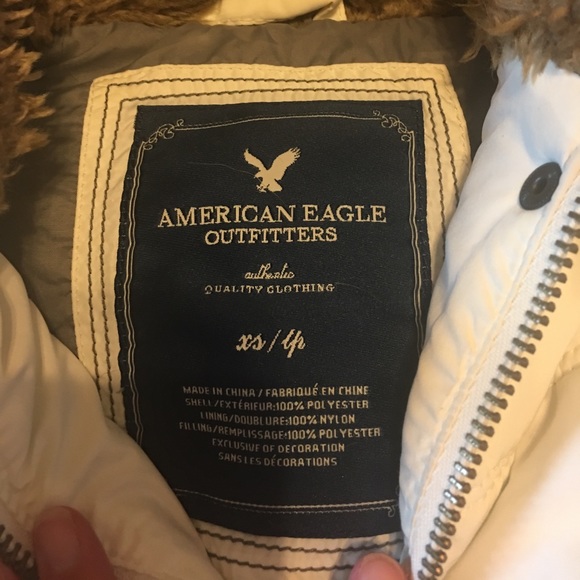 AMERICAN EAGLE
OUTFITTERS
authentic
QUALITY CLOTHING
xs/tp
MADE IN CHINA/FABRIQUÉ EN CHINE
SHELL/EXTÉRIEUR:100% POLYESTER
LINING/DOUBLURE:100% NYLON
FILLING/REMPLISSAGE:100% POLYESTER
EXCLUSIVE OF DECORATION
SANS LES DÉCORATIONS